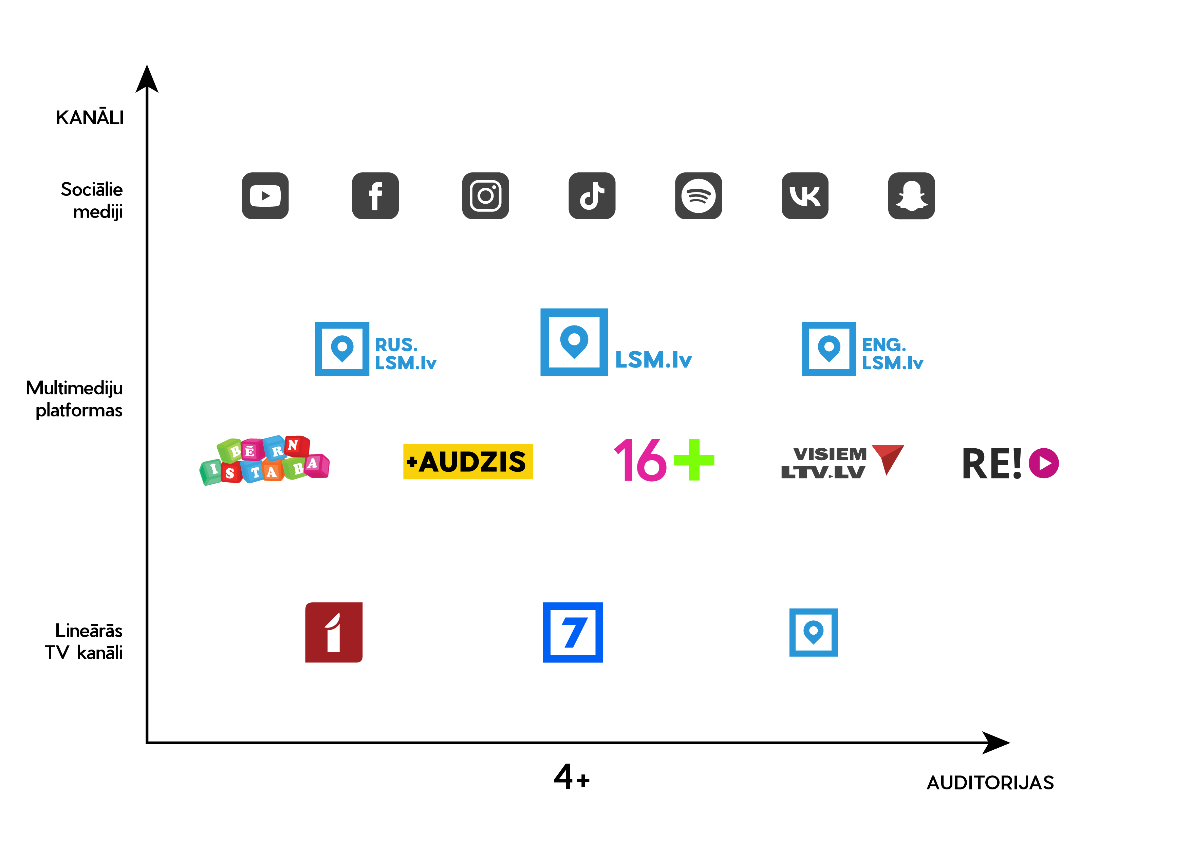 KANĀLI
Sociālie
mediji
RUS.
LSM.lv
LSM.lv
ENG.
LSM.lv
Multimediju
platformas
BĒRN
ISTABA
+AUDZIS
16+
VISIEM
LTV.LV
RE!
1
7
Lineārās
TV kanāli
4+
AUDITORIJAS